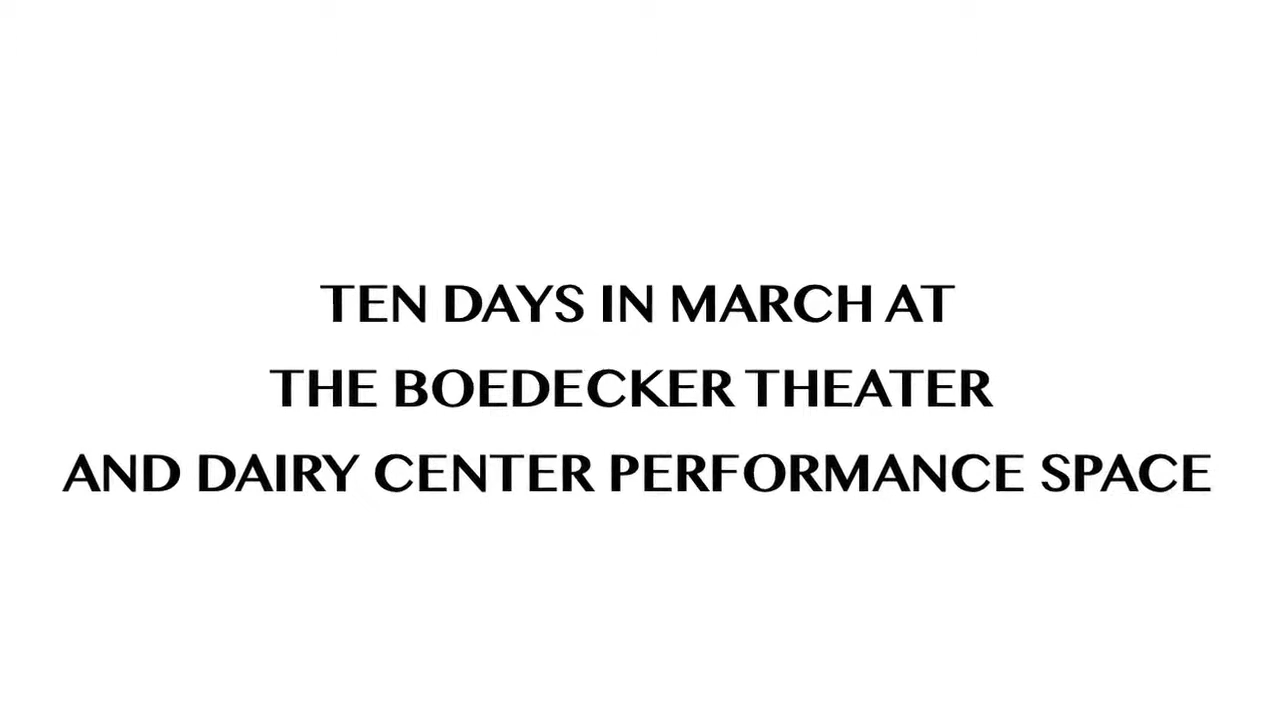 TEN DAYS IN MARCH AT
THE BOEDECKER THEATER
AND DAIRY CENTER PERFORMANCE SPACE